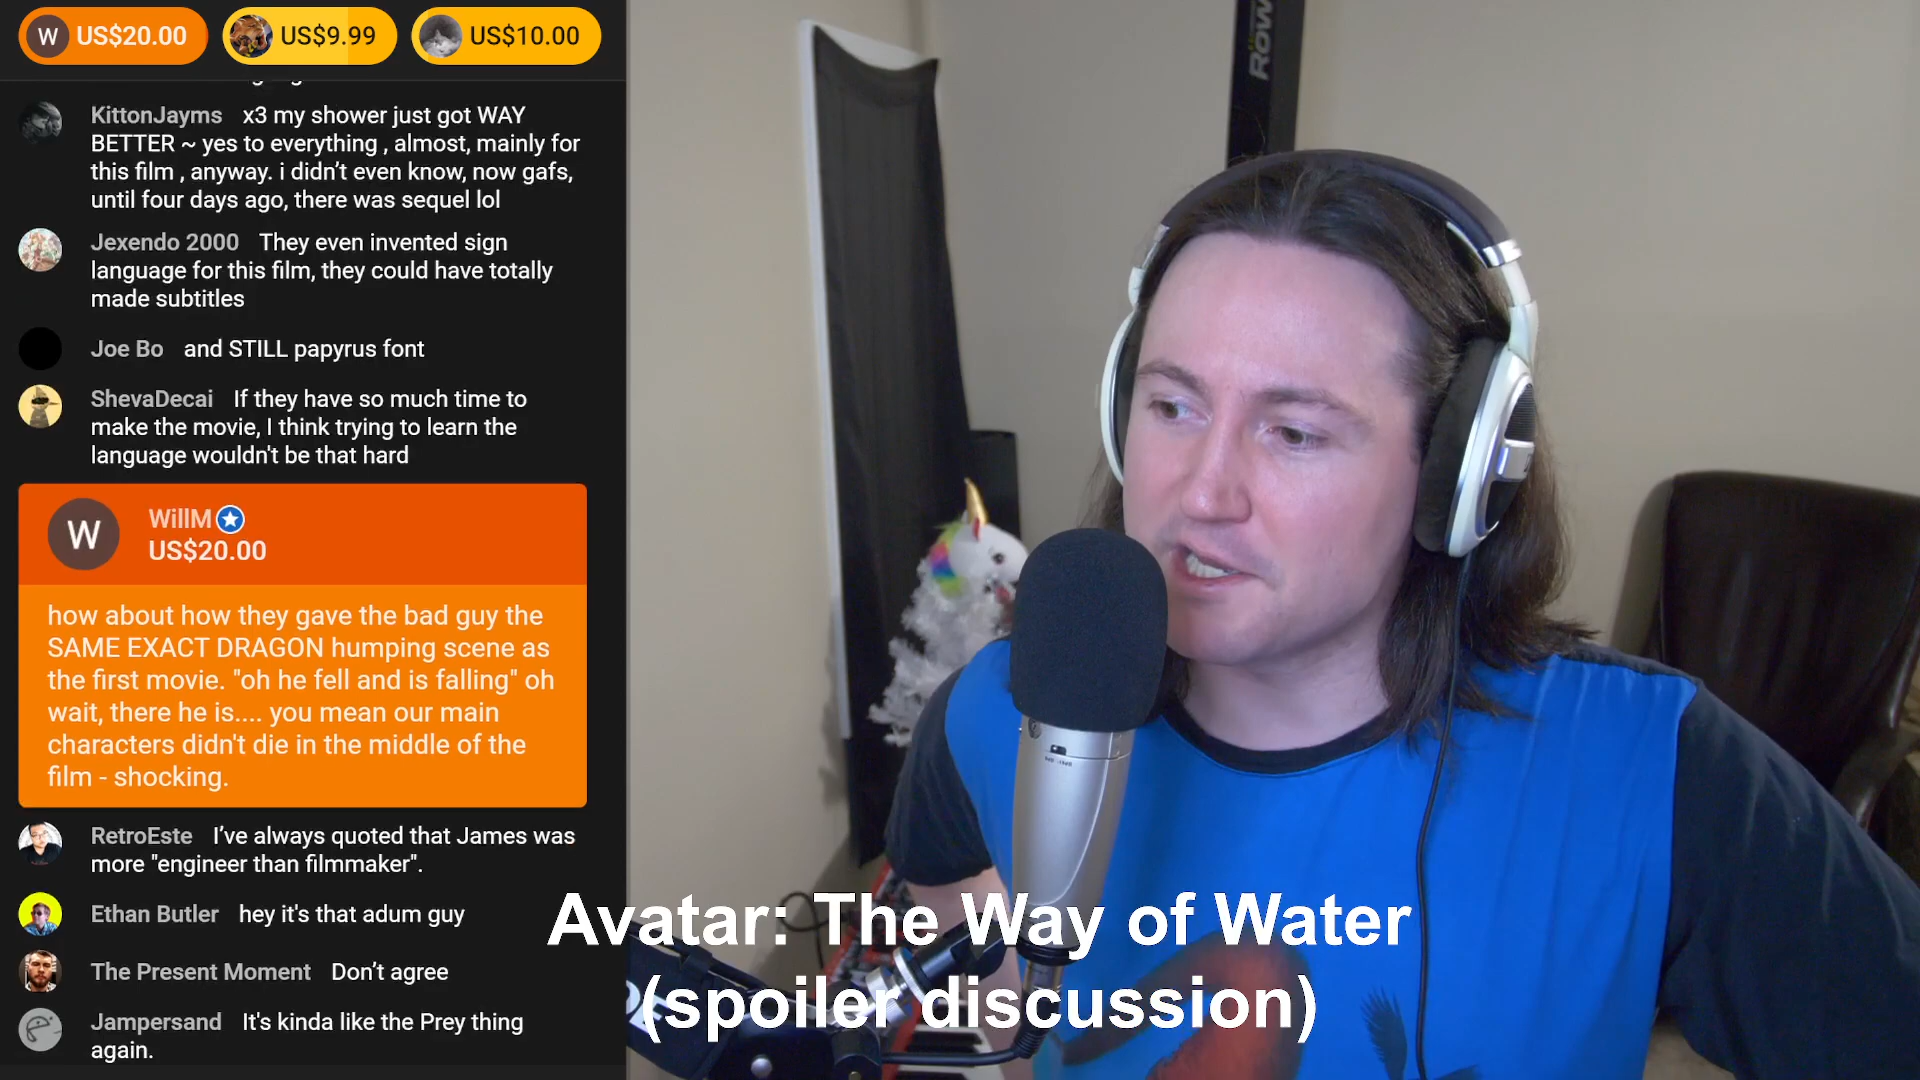 W US$20.00 US$9.99 US$10.00
KittonJayms x3 my shower just got WAY
BETTER ~ yes to everything , almost, mainly for
this film , anyway. i didn’t even know, now gafs,
until four days ago, there was sequel lol
Jexendo 2000 They even invented sign
language for this film, they could have totally
made subtitles
Joe Bo and STILL papyrus font
ShevaDecai If they have so much time to
make the movie, I think trying to learn the
language wouldn't be that hard
W WillM
US$20.00
how about how they gave the bad guy the
SAME EXACT DRAGON humping scene as
the first movie. "oh he fell and is falling" oh
wait, there he is.... you mean our main
characters didn't die in the middle of the
film - shocking.
RetroEste I’ve always quoted that James was
more "engineer than filmmaker".
Ethan Butler hey it's that adum guy
The Present Moment Don’t agree
Jampersand It's kinda like the Prey thing
again.
Row
Avatar: The Way of Water
(spoiler discussion)